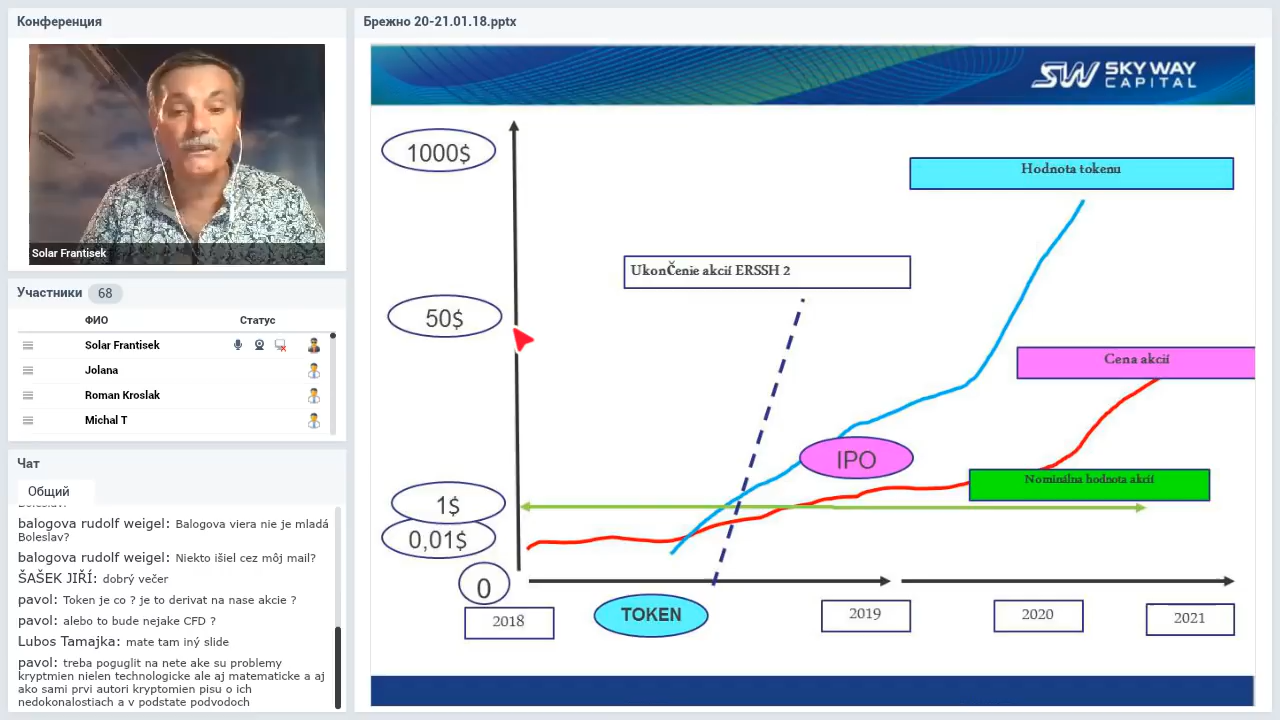 Конференция
Solar Frantisek
Участники 68
ФИО Статус
Solar Frantisek
Jolana
Roman Kroslak
Michal T
Чат
Общий
balogova rudolf weigel: Balogova viera nie je mladá
Boleslav?
balogova rudolf weigel: Niekto išiel cez môj mail?
ŠAŠEK JIŘÍ: dobrý večer
pavol: Token je co ? je to derivat na nase akcie ?
pavol: alebo to bude nejake CFD ?
Lubos Tamajka: mate tam iný slide
pavol: treba poguglit na nete ake su problemy
kryptmien nielen technologicke ale aj matematicke a aj
ako sami prvi autori kryptomien pisu o ich
nedokonalostiach a v podstate podvodoch
Брежно 20-21.01.18.pptx
SW SKY WAY
CAPITAL
1000$
Hodnota tokenu
UkonČenie akcií ERSSH 2
50$
Cena akcií
IPO
Nominálna hodnota akcií
1$
0,01$
0
TOKEN
2018
2019
2020
2021